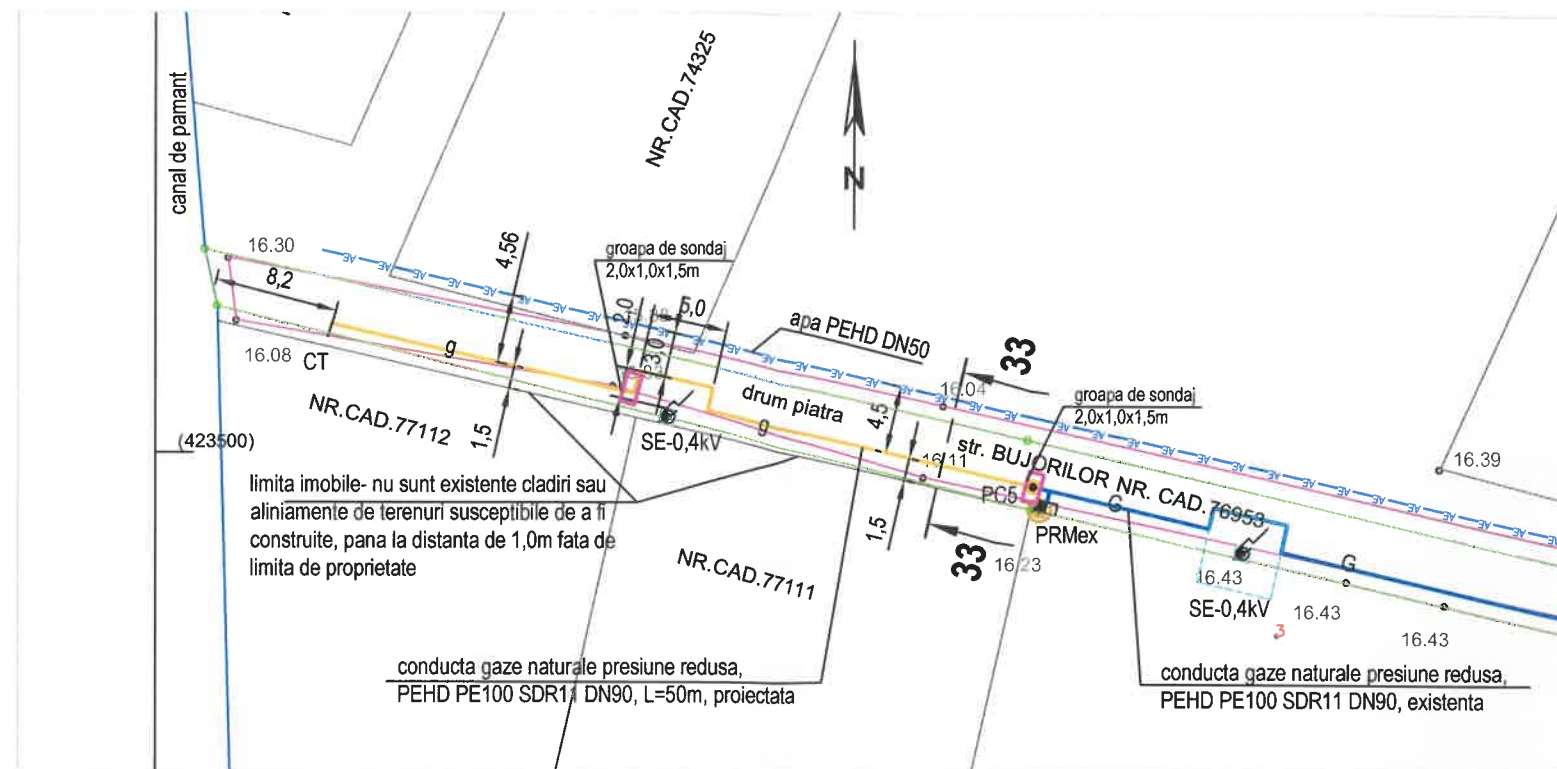 canal de pamant
NR.CAD.74325
N
16.30
8,2
4,56
groapa de sondaj
2,0x1,0x1,5m
2,0
5,0
3,0
apa PEHD DN50
33
16.04
groapa de sondaj
2,0x1,0x1,5m
16.08
CT
g
drum piatra
4,5
g
str. BUJORILOR NR. CAD.76953
16.39
NR.CAD.77112
1,5
SE-0,4kV
16.11
(423500)
PC5
G
PRMex
limita imobile- nu sunt existente cladiri sau
aliniamente de terenuri susceptibile de a fi
construite, pana la distanta de 1,0m fata de
limita de proprietate
1,5
33
16.23
NR.CAD.77111
G
16.43
SE-0,4kV
16.43
16.43
3
conducta gaze naturale presiune redusa,
PEHD PE100 SDR11 DN90, L=50m, proiectata
conducta gaze naturale presiune redusa,
PEHD PE100 SDR11 DN90, existenta